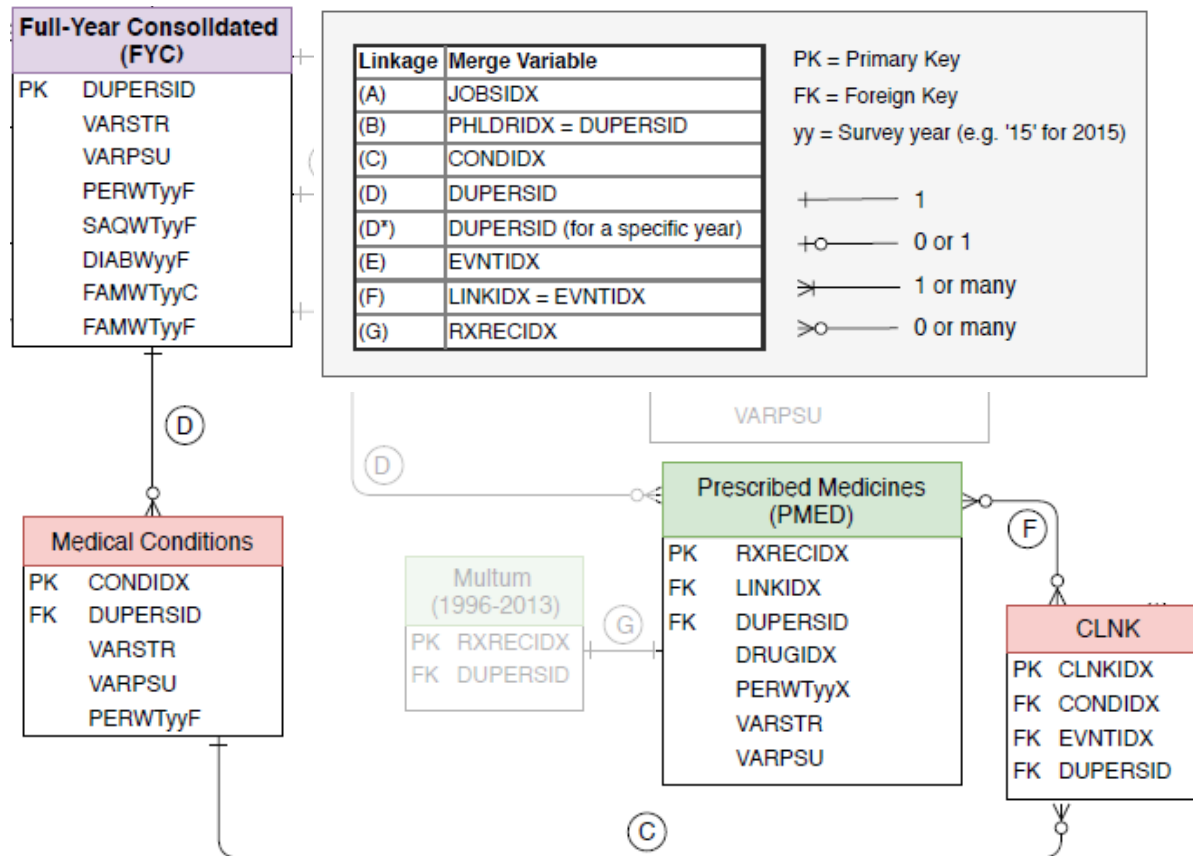 Full-Year Consolidated
(FYC)
PK DUPERSID
VARSTR
VARPSU
PERWTyyF
SAQWTyyF
DIABWyyF
FAMWTyyC
FAMWTyyF
Linkage Merge Variable
(A) JOBSIDX
(B) PHLDRIDX = DUPERSID
(C) CONDIDX
(D) DUPERSID
(D*) DUPERSID (for a specific year)
(E) EVNTIDX
(F) LINKIDX = EVNTIDX
(G) RXRECIDX
PK = Primary Key
FK = Foreign Key
yy = Survey year (e.g. '15' for 2015)
1
0 or 1
1 or many
0 or many
D
D
VARPSU
Medical Conditions
PK CONDIDX
FK DUPERSID
VARSTR
VARPSU
PERWTyyF
Multum
(1996-2013)
PK RXRECIDX
FK DUPERSID
G
Prescribed Medicines
(PMED)
PK RXRECIDX
FK LINKIDX
FK DUPERSID
DRUGIDX
PERWTyyX
VARSTR
VARPSU
F
CLNK
PK CLNKIDX
FK CONDIDX
FK EVNTIDX
FK DUPERSID
C